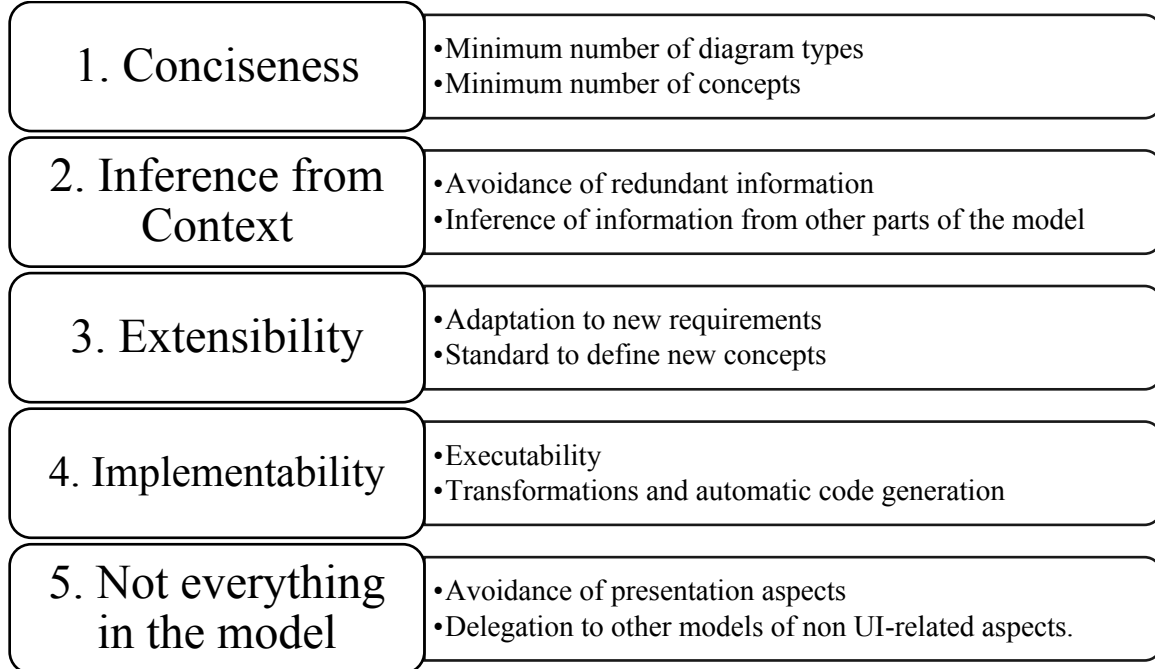 1. Conciseness
•Minimum number of diagram types
•Minimum number of concepts
2. Inference from
Context
•Avoidance of redundant information
•Inference of information from other parts of the model
3. Extensibility
•Adaptation to new requirements
•Standard to define new concepts
4. Implementability
•Executability
•Transformations and automatic code generation
5. Not everything
in the model
•Avoidance of presentation aspects
•Delegation to other models of non UI-related aspects.